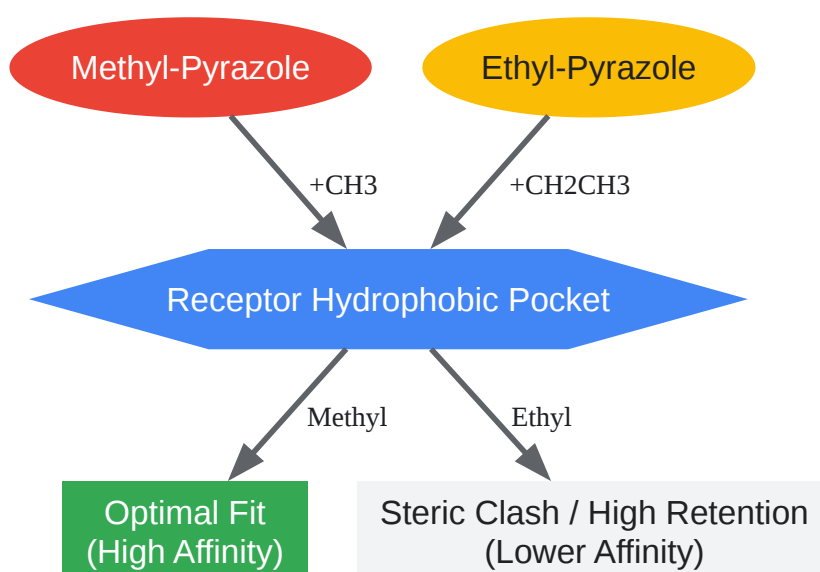 Methyl-Pyrazole
Ethyl-Pyrazole
+CH3
+CH2CH3
Receptor Hydrophobic Pocket
Methyl
Ethyl
Optimal Fit
(High Affinity)
Steric Clash / High Retention
(Lower Affinity)